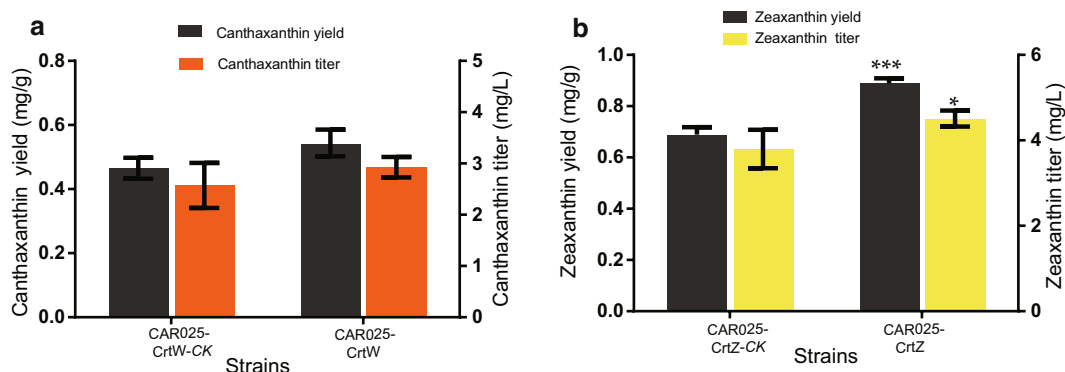 a
Canthaxanthin yield
Canthaxanthin titer
Canthaxanthin yield (mg/g)
0.8
0.6
0.4
0.2
0.0
Canthaxanthin titer (mg/L)
5
4
3
2
1
0
CAR025-
CrtW-CK
CAR025-
CrtW
Strains
b
Zeaxanthin yield
Zeaxanthin titer
Zeaxanthin yield (mg/g)
1.0
0.8
0.6
0.4
0.2
0.0
***
*
Zeaxanthin titer (mg/L)
6
4
2
0
CAR025-
CrtZ-CK
CAR025-
CrtZ
Strains